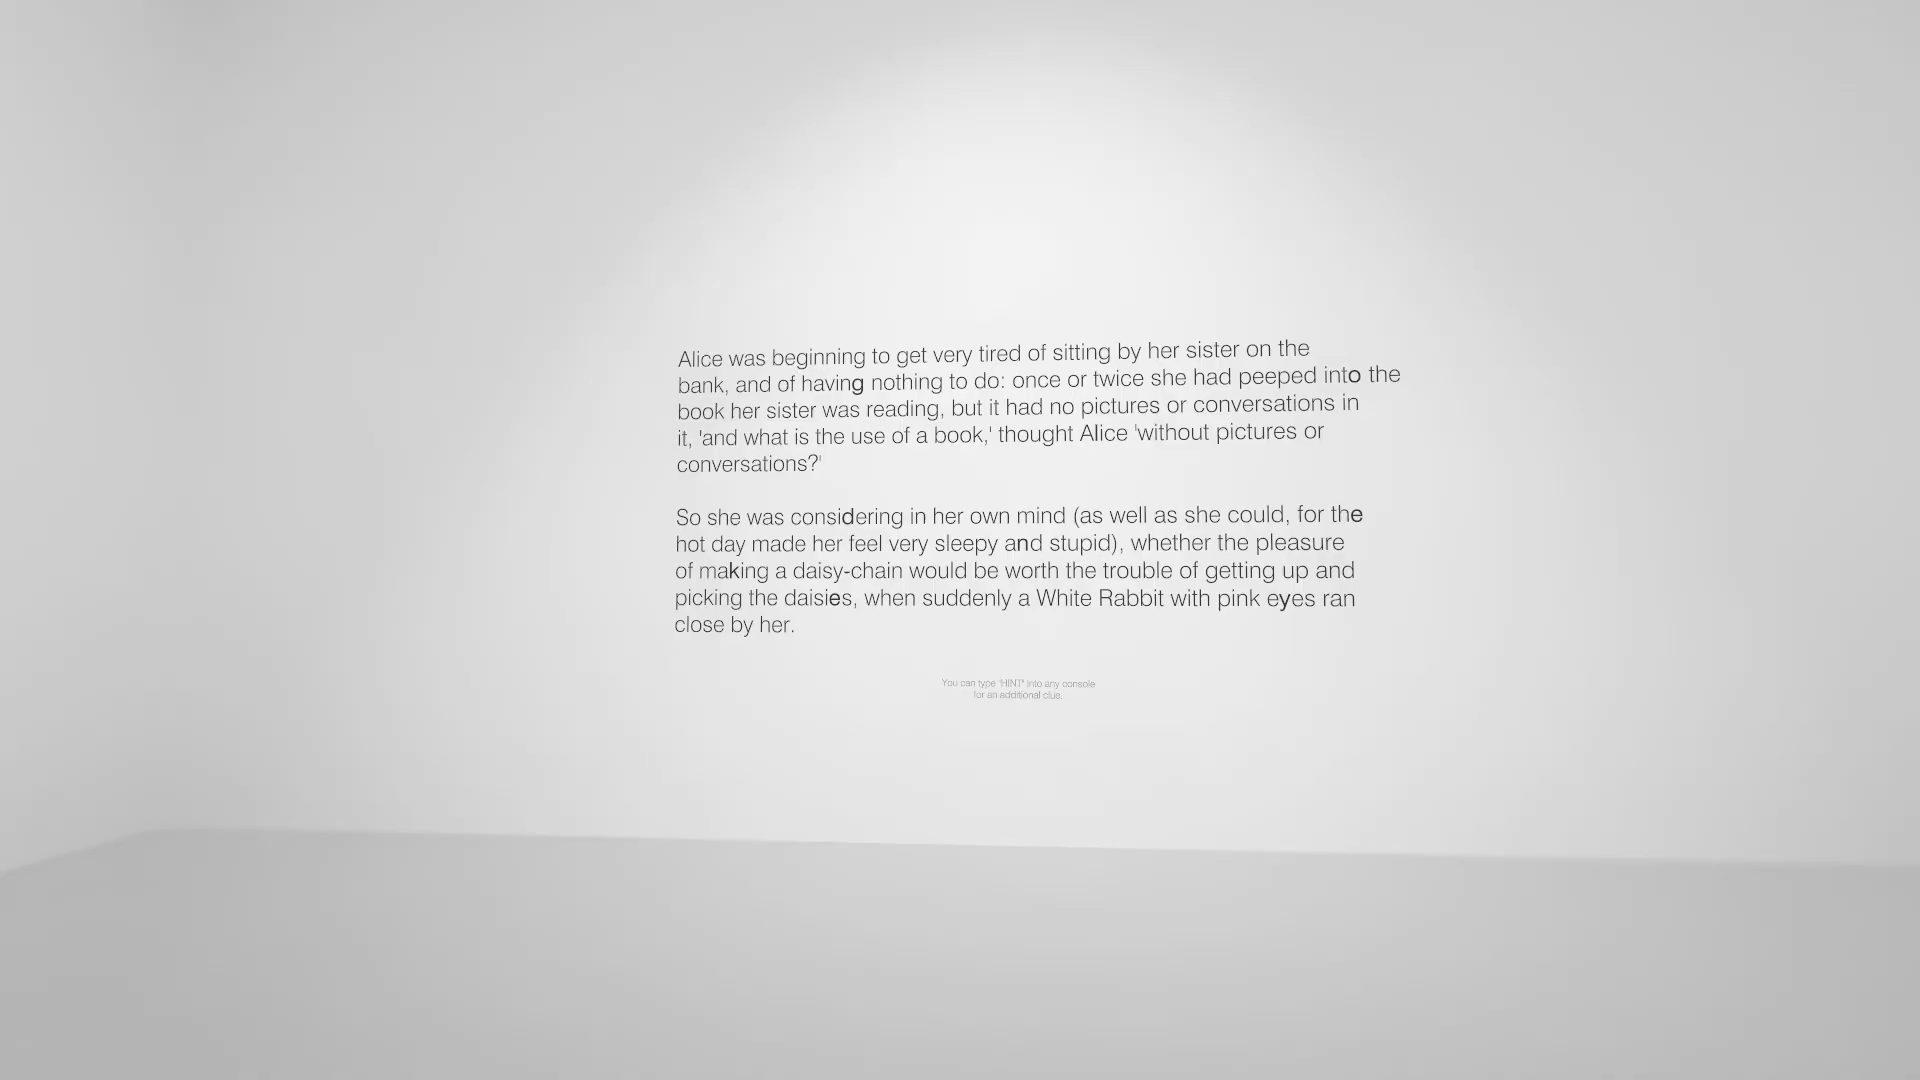 Alice was beginning to get very tired of sitting by her sister on the
bank, and of having nothing to do: once or twice she had peeped into the
book her sister was reading, but it had no pictures or conversations in
it, 'and what is the use of a book,' thought Alice 'without pictures or
conversations?'
So she was considering in her own mind (as well as she could, for the
hot day made her feel very sleepy and stupid), whether the pleasure
of making a daisy-chain would be worth the trouble of getting up and
picking the daisies, when suddenly a White Rabbit with pink eyes ran
close by her.
You can type "HINT" into any console
for an additional clue.